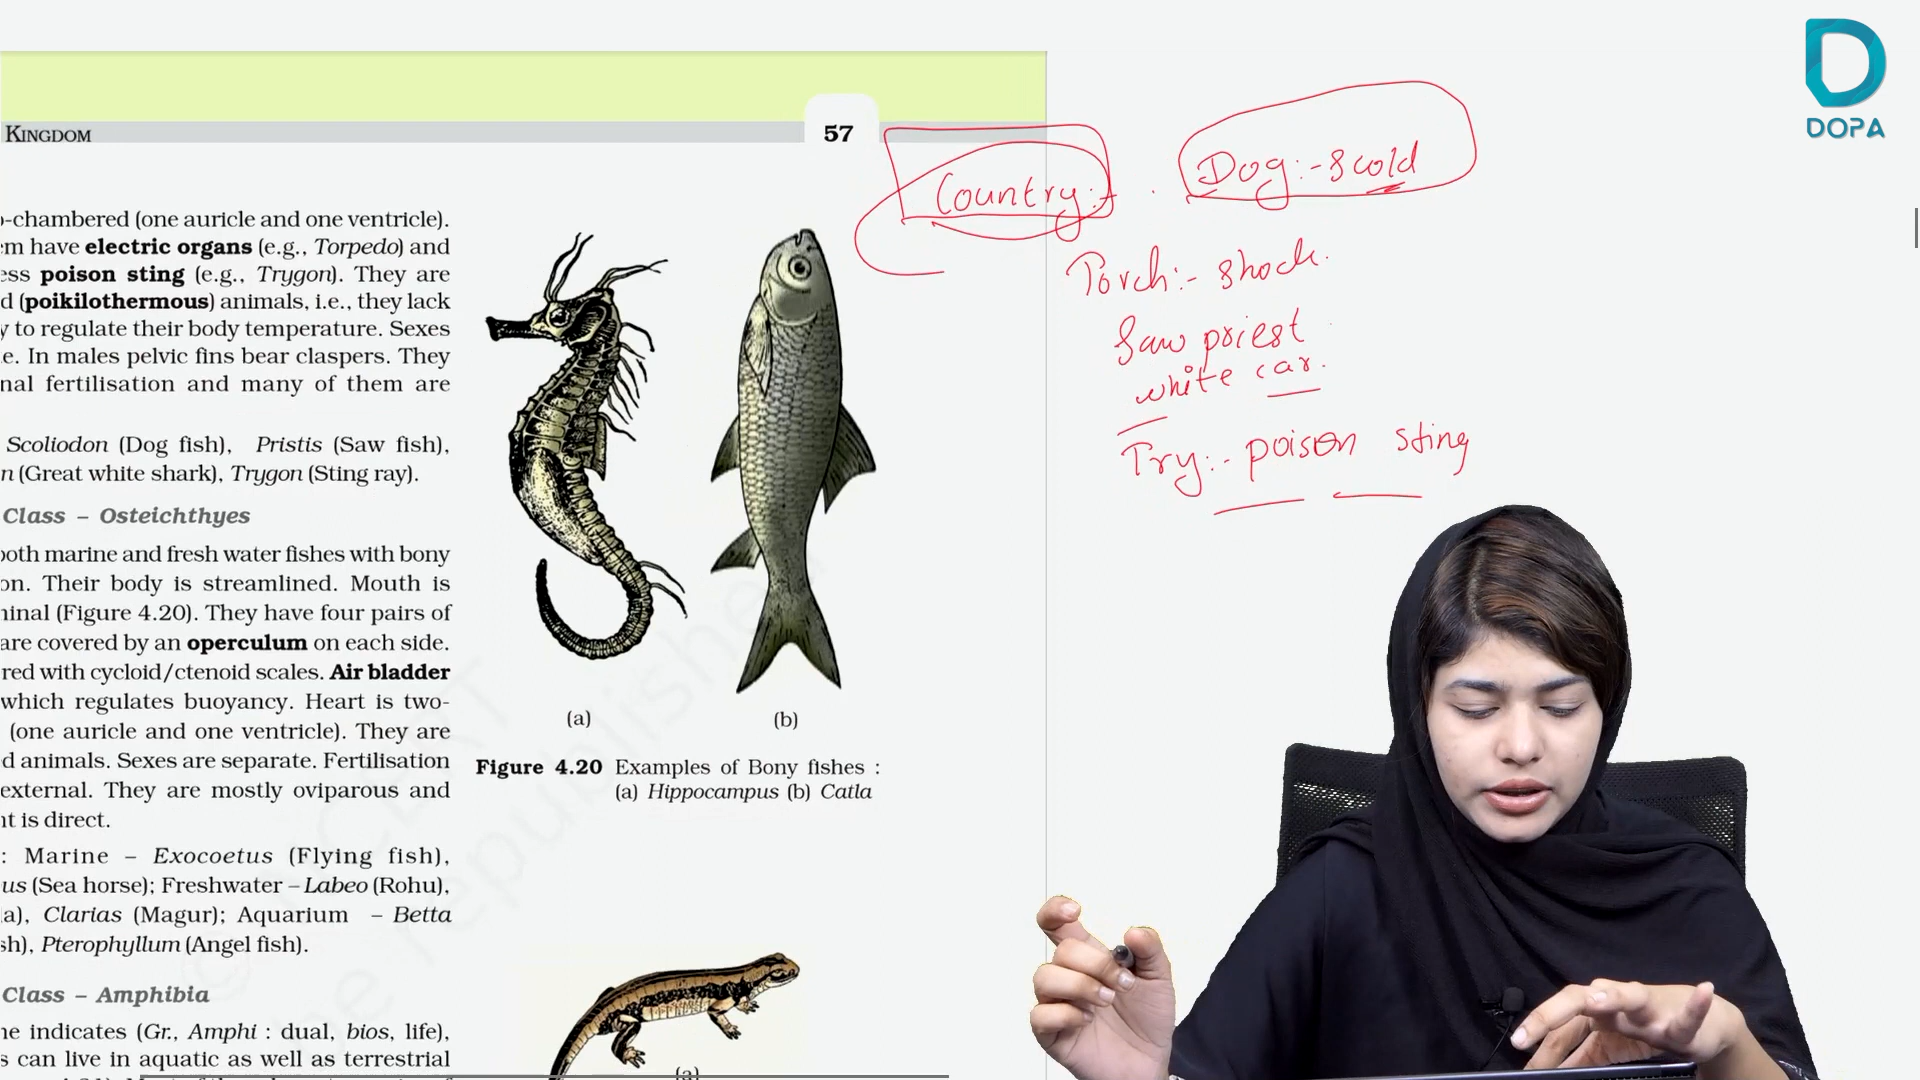 DOPA
KINGDOM
57
Country:-
Dog:-scold
Torch:- shock.
Saw priest
white car.
Try:- poison sting
o-chambered (one auricle and one ventricle).
em have electric organs (e.g., Torpedo) and
ess poison sting (e.g., Trygon). They are
d (poikilothermous) animals, i.e., they lack
y to regulate their body temperature. Sexes
e. In males pelvic fins bear claspers. They
nal fertilisation and many of them are
Scoliodon (Dog fish), Pristis (Saw fish),
n (Great white shark), Trygon (Sting ray).
Class – Osteichthyes
both marine and fresh water fishes with bony
on. Their body is streamlined. Mouth is
ninal (Figure 4.20). They have four pairs of
are covered by an operculum on each side.
red with cycloid/ctenoid scales. Air bladder
which regulates buoyancy. Heart is two-
(one auricle and one ventricle). They are
d animals. Sexes are separate. Fertilisation
external. They are mostly oviparous and
nt is direct.
: Marine – Exocoetus (Flying fish),
us (Sea horse); Freshwater – Labeo (Rohu),
la), Clarias (Magur); Aquarium – Betta
sh), Pterophyllum (Angel fish).
Class – Amphibia
ne indicates (Gr., Amphi : dual, bios, life),
s can live in aquatic as well as terrestrial
(a)
(b)
Figure 4.20 Examples of Bony fishes :
(a) Hippocampus (b) Catla
(a)
© NCERT
be republished